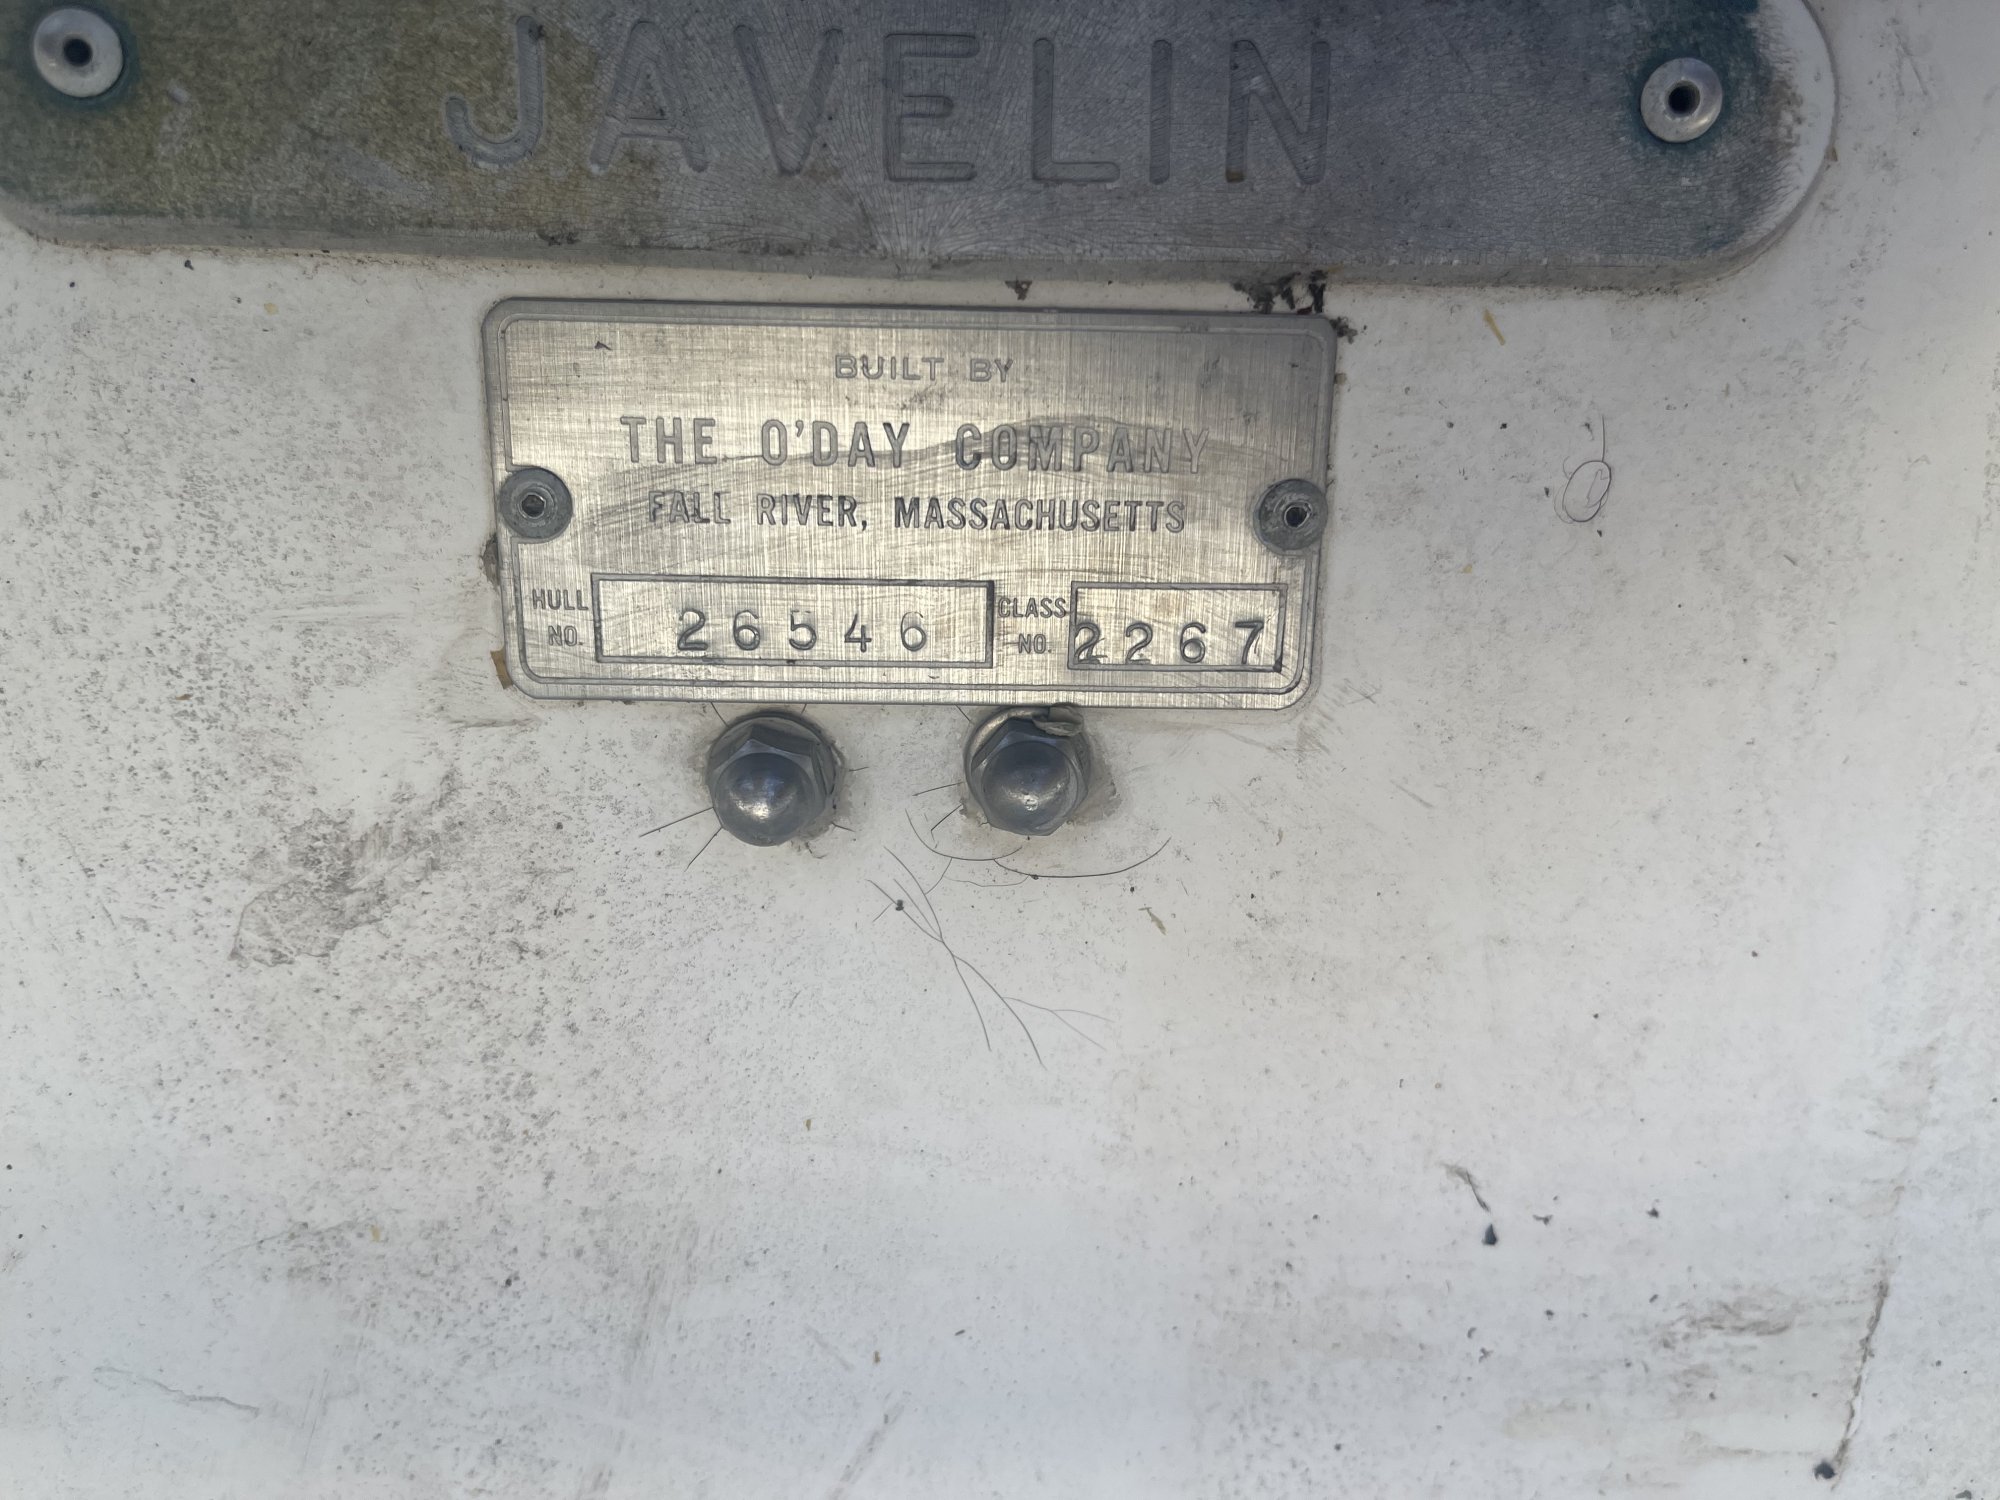 JAVELIN
BUILT BY
THE O'DAY COMPANY
FALL RIVER, MASSACHUSETTS
HULL NO. 26546 CLASS NO. 2267